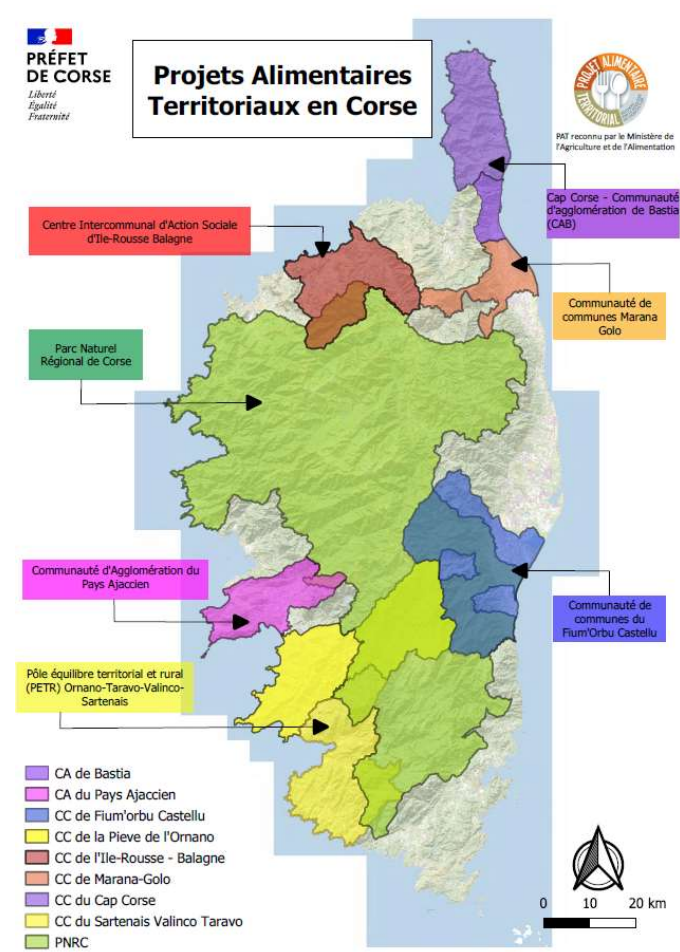 PRÉFET
DE CORSE
Liberté
Égalité
Fraternité
Projets Alimentaires
Territoriaux en Corse
PROJET ALIMENTAIRE
TERRITORIAL
PAT reconnu par le Ministère de
l'Agriculture et de l'Alimentation
Cap Corse - Communauté
d'agglomération de Bastia
(CAB)
Centre Intercommunal d'Action Sociale
d'Ile-Rousse Balagne
Communauté de
communes Marana
Golo
Parc Naturel
Régional de Corse
Communauté d'Agglomération du
Pays Ajaccien
Communauté de
communes du
Fium'Orbu Castellu
Pôle équilibre territorial et rural
(PETR) Ornano-Taravo-Valinco-
Sartenais
CA de Bastia
CA du Pays Ajaccien
CC de Fium'orbu Castellu
CC de la Pieve de l'Ornano
CC de l'Ile-Rousse - Balagne
CC de Marana-Golo
CC du Cap Corse
CC du Sartenais Valinco Taravo
PNRC
0 10 20 km